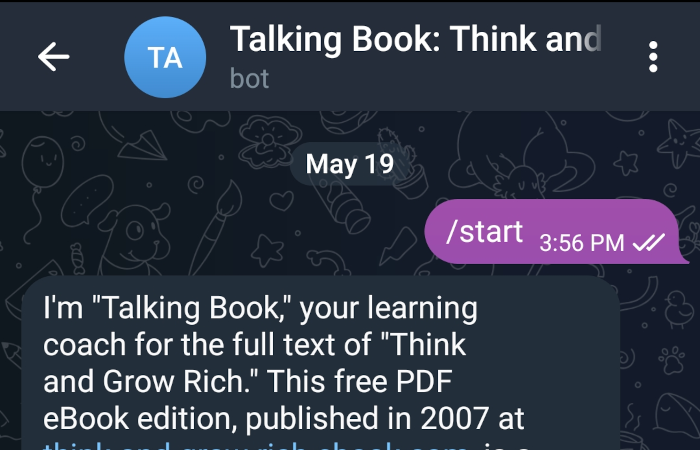 TA
Talking Book: Think and
bot
May 19
/start 3:56 PM
I'm "Talking Book," your learning
coach for the full text of "Think
and Grow Rich." This free PDF
eBook edition, published in 2007 at